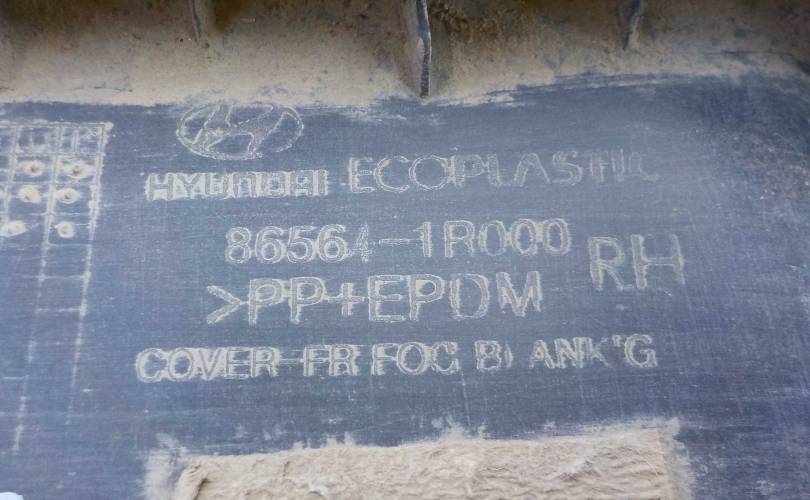 HYUNDAI ECOPLASTIC
86564-1R000 RH
>PP+EPDM
COVER-FR FOG BLANK'G